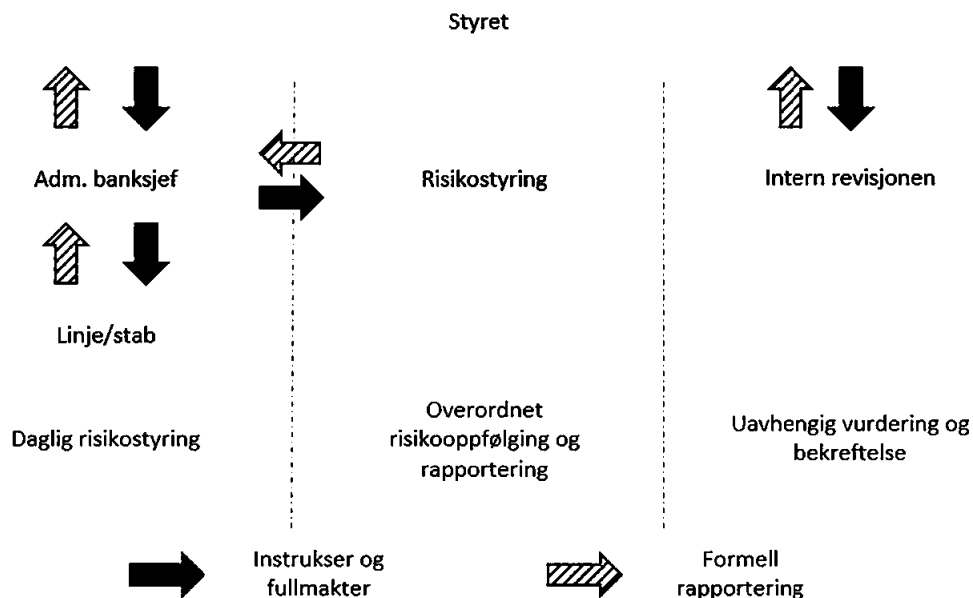 Styret
Adm. banksjef
Risikostyring
Intern revisjonen
Linje/stab
Daglig risikostyring
Overordnet
risikooppfølging og
rapportering
Uavhengig vurdering og
bekreftelse
Instrukser og
fullmakter
Formell
rapportering